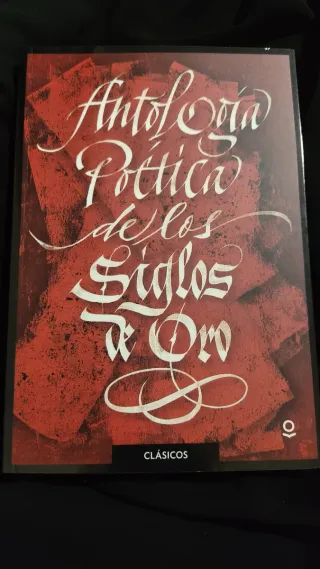 Antología
Poética
de los
Siglos
de Oro
CLÁSICOS